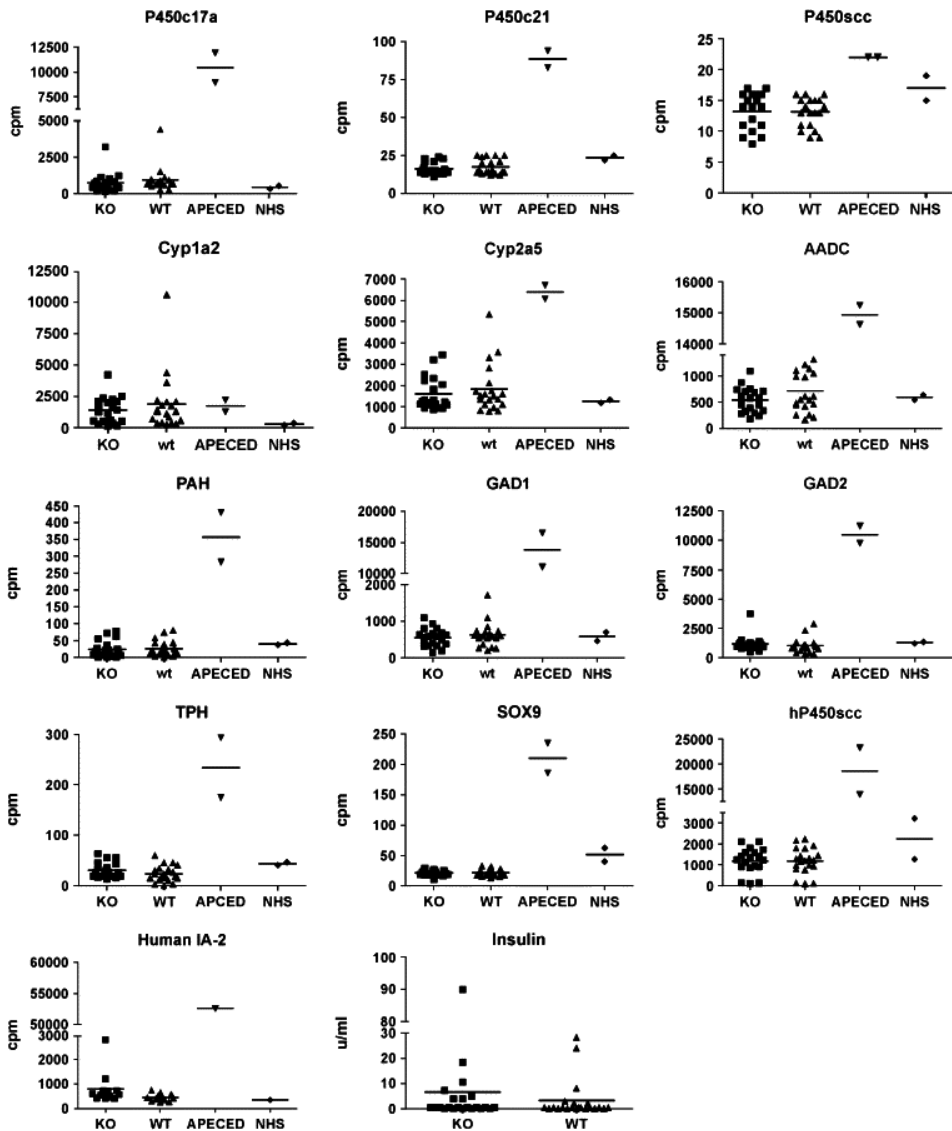 P450c17a
P450c21
P450scc
cpm
12500
10000
7500
5000
2500
0
KO WT APECED NHS
cpm
100
75
50
25
0
KO WT APECED NHS
cpm
25
20
15
10
5
0
KO WT APECED NHS
Cyp1a2
Cyp2a5
AADC
cpm
12500
10000
7500
5000
2500
0
KO wt APECED NHS
cpm
7000
6000
5000
4000
3000
2000
1000
0
KO wt APECED NHS
cpm
16000
15000
14000
1000
500
0
KO wt APECED NHS
PAH
GAD1
GAD2
cpm
450
400
350
300
250
200
150
100
50
0
KO wt APECED NHS
cpm
20000
15000
10000
2000
1000
0
KO wt APECED NHS
cpm
12500
10000
7500
5000
2500
0
KO wt APECED NHS
TPH
SOX9
hP450scc
cpm
300
200
100
0
KO WT APCED NHS
cpm
250
200
150
100
50
0
KO WT APECED NHS
cpm
25000
20000
15000
10000
3000
2000
1000
0
KO WT APECED NHS
Human IA-2
Insulin
cpm
60000
55000
50000
3000
2000
1000
0
KO WT APECED NHS
u/ml
100
90
80
30
20
10
0
KO WT